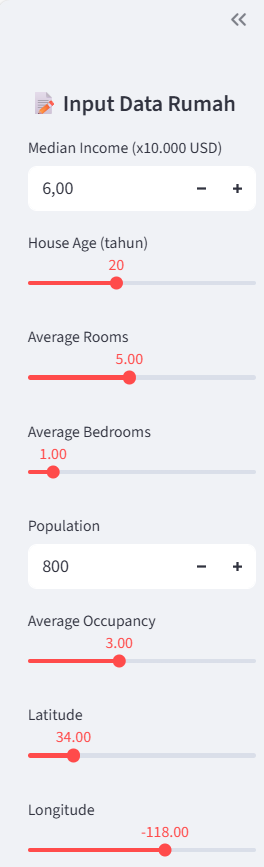 Input Data Rumah
Median Income (x10.000 USD)
6,00
House Age (tahun)
20
Average Rooms
5.00
Average Bedrooms
1.00
Population
800
Average Occupancy
3.00
Latitude
34.00
Longitude
-118.00